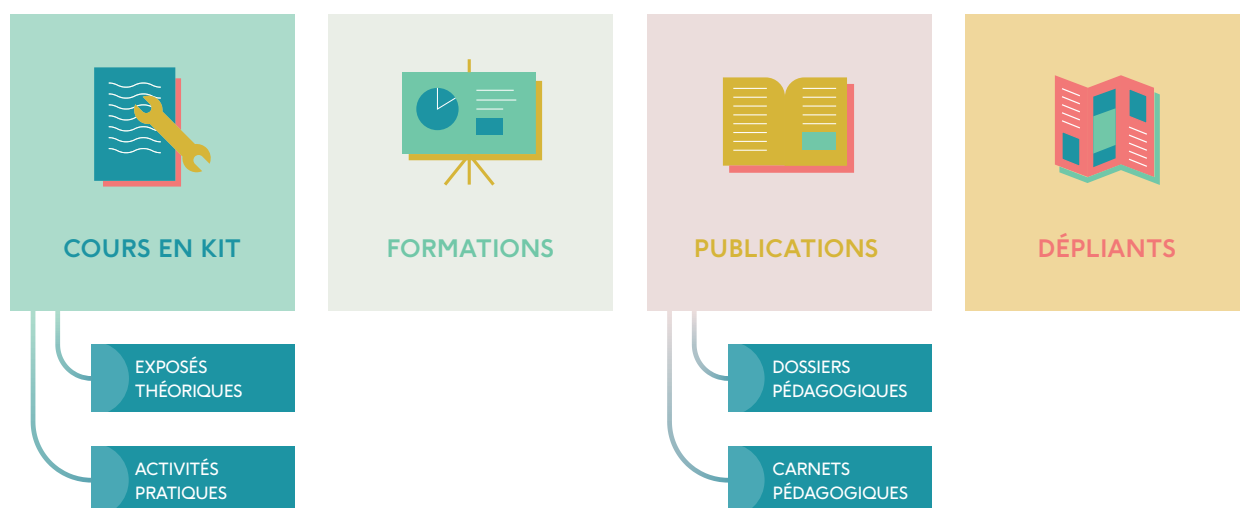 COURS EN KIT
FORMATIONS
PUBLICATIONS
DÉPLIANTS
EXPOSÉS
THÉORIQUES
DOSSIERS
PÉDAGOGIQUES
ACTIVITÉS
PRATIQUES
CARNETS
PÉDAGOGIQUES